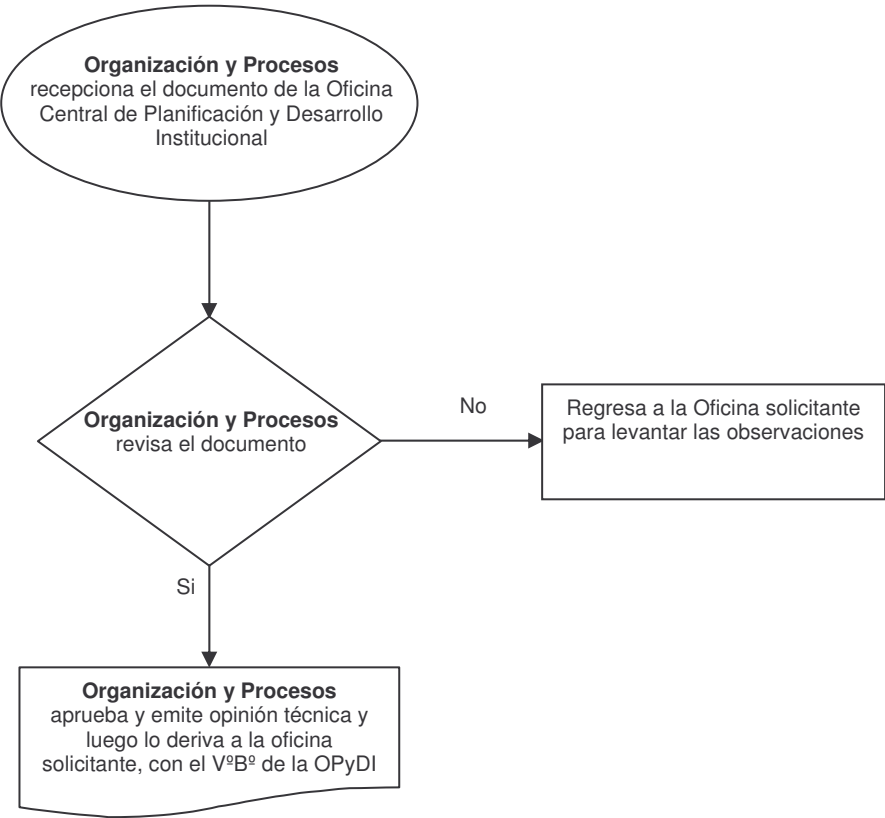 Organización y Procesos
recepciona el documento de la Oficina
Central de Planificación y Desarrollo
Institucional
Organización y Procesos
revisa el documento
No
Regresa a la Oficina solicitante
para levantar las observaciones
Si
Organización y Procesos
aprueba y emite opinión técnica y
luego lo deriva a la oficina
solicitante, con el VºBº de la OPyDI